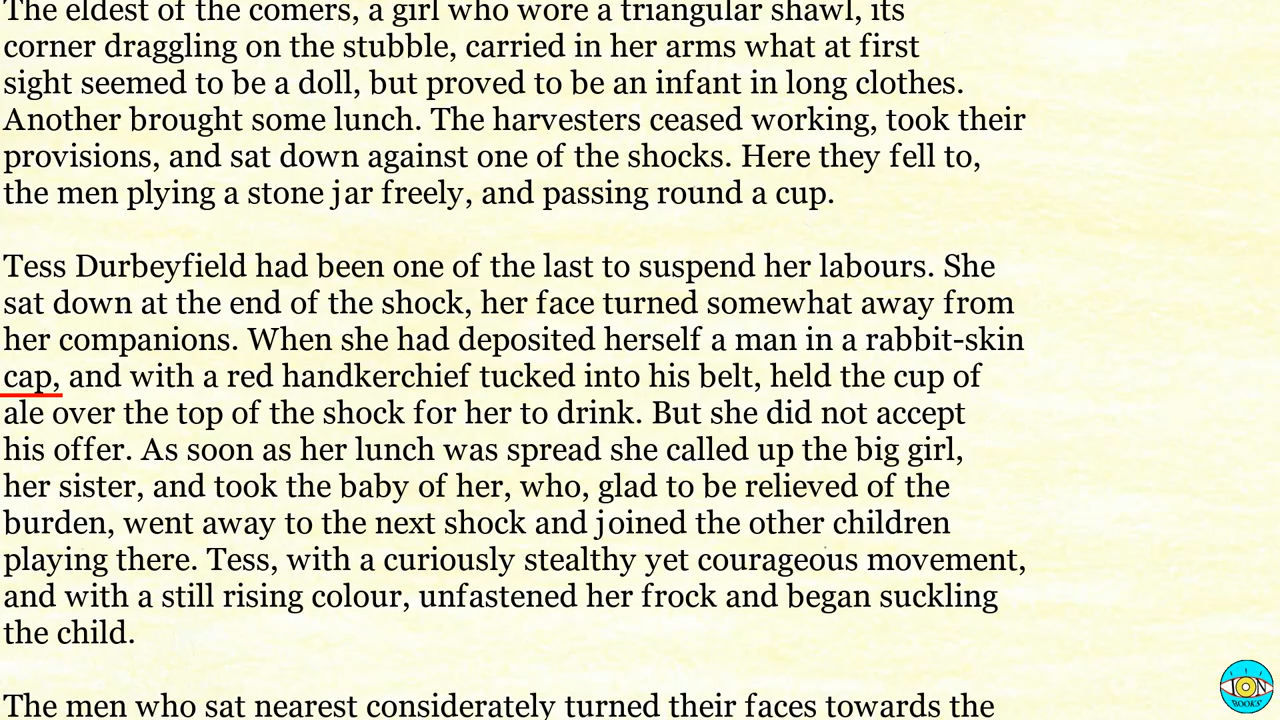 The eldest of the comers, a girl who wore a triangular shawl, its
corner draggling on the stubble, carried in her arms what at first
sight seemed to be a doll, but proved to be an infant in long clothes.
Another brought some lunch. The harvesters ceased working, took their
provisions, and sat down against one of the shocks. Here they fell to,
the men plying a stone jar freely, and passing round a cup.
Tess Durbeyfield had been one of the last to suspend her labours. She
sat down at the end of the shock, her face turned somewhat away from
her companions. When she had deposited herself a man in a rabbit-skin
cap, and with a red handkerchief tucked into his belt, held the cup of
ale over the top of the shock for her to drink. But she did not accept
his offer. As soon as her lunch was spread she called up the big girl,
her sister, and took the baby of her, who, glad to be relieved of the
burden, went away to the next shock and joined the other children
playing there. Tess, with a curiously stealthy yet courageous movement,
and with a still rising colour, unfastened her frock and began suckling
the child.
The men who sat nearest considerately turned their faces towards the
ION
BOOKS